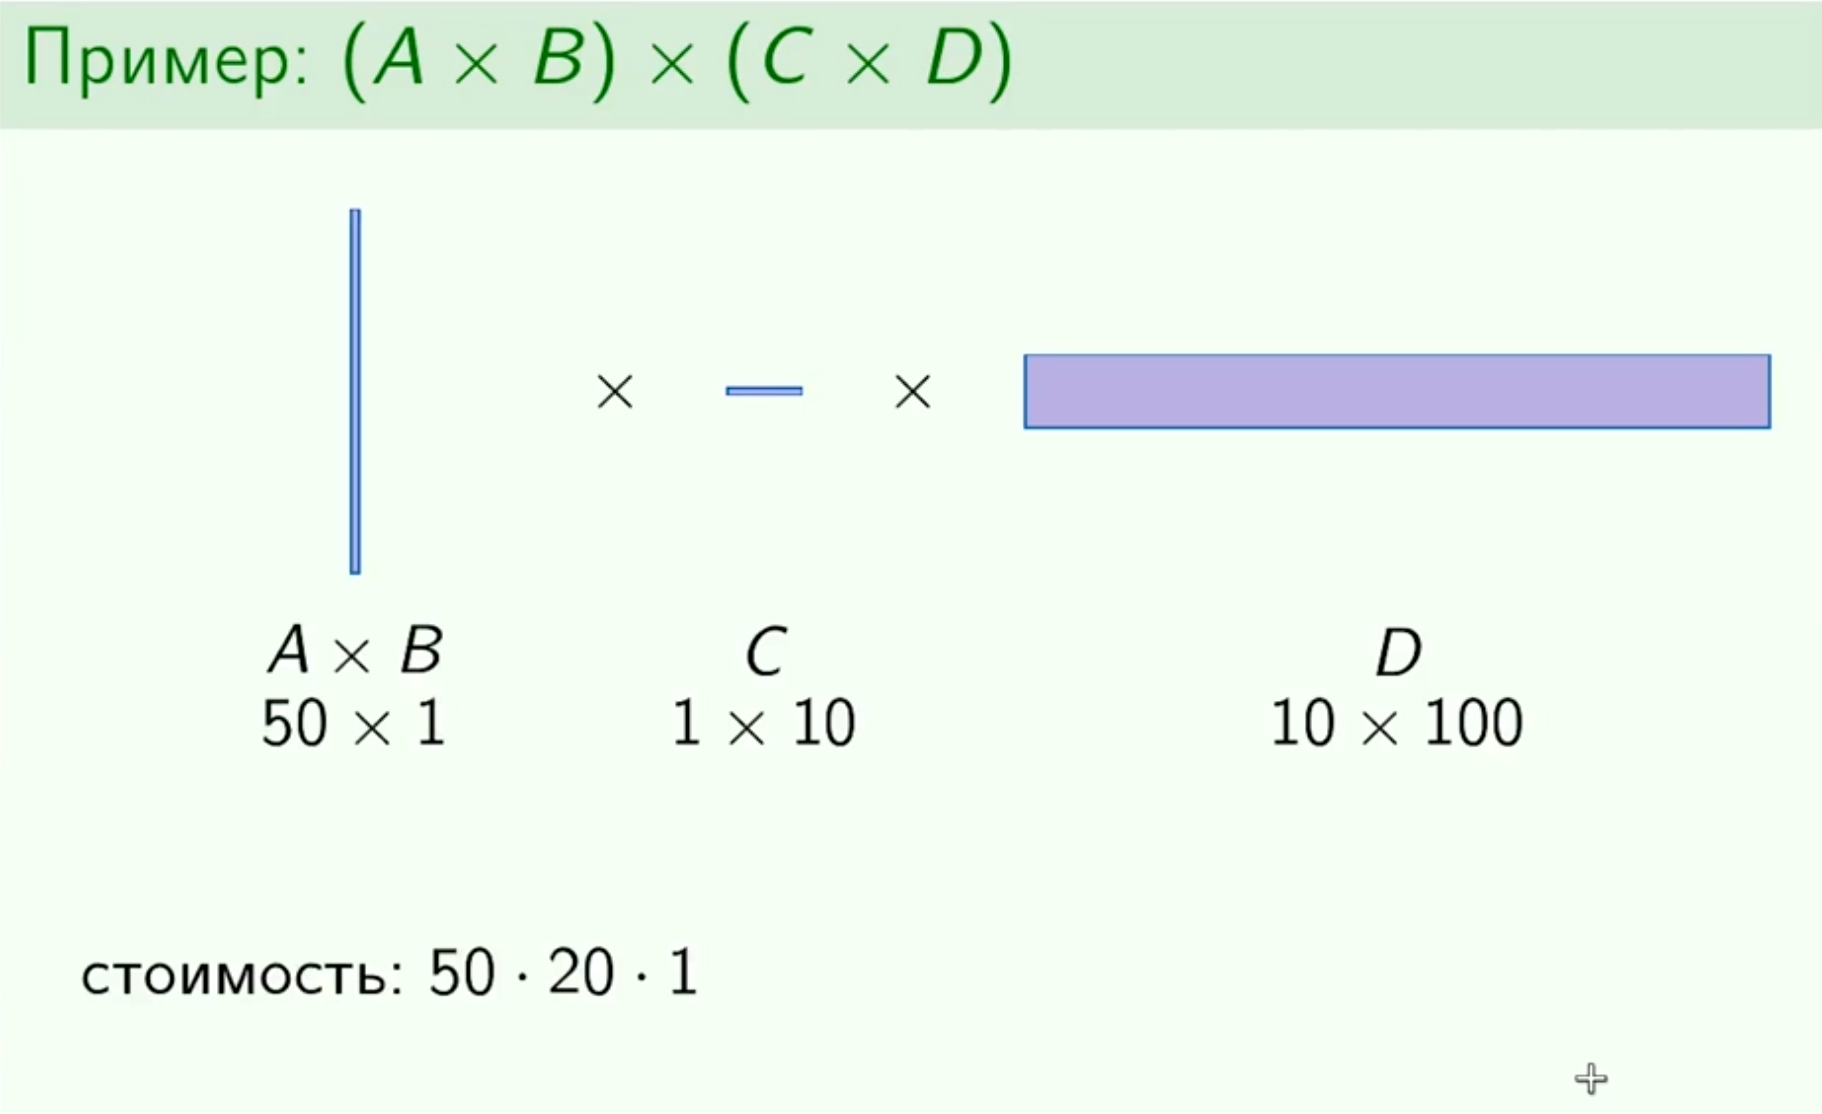 Пример: (A × B) × (C × D)
× ×
A × B C D
50 × 1 1 × 10 10 × 100
стоимость: 50 · 20 · 1